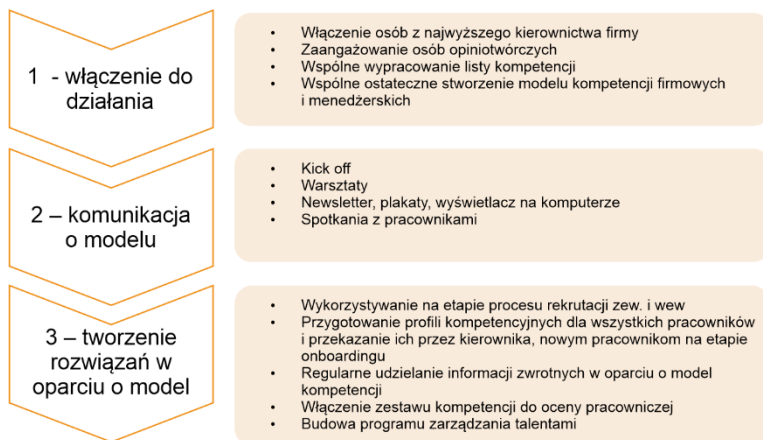 1 - włączenie do
działania
• Włączenie osób z najwyższego kierownictwa firmy
• Zaangażowanie osób opiniotwórczych
• Wspólne wypracowanie listy kompetencji
• Wspólne ostateczne stworzenie modelu kompetencji firmowych
i menedżerskich
2 – komunikacja
o modelu
• Kick off
• Warsztaty
• Newsletter, plakaty, wyświetlacz na komputerze
• Spotkania z pracownikami
3 – tworzenie
rozwiązań w
oparciu o model
• Wykorzystywanie na etapie procesu rekrutacji zew. i wew
• Przygotowanie profili kompetencyjnych dla wszystkich pracowników
i przekazanie ich przez kierownika, nowym pracownikom na etapie
onboardingu
• Regularne udzielanie informacji zwrotnych w oparciu o model
kompetencji
• Włączenie zestawu kompetencji do oceny pracowniczej
• Budowa programu zarządzania talentami